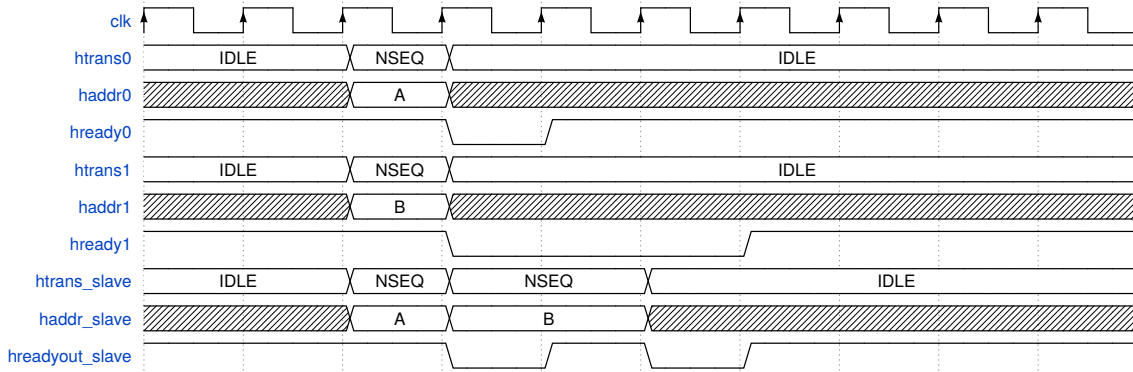 clk
htrans0 IDLE NSEQ IDLE
haddr0 A
hready0
htrans1 IDLE NSEQ IDLE
haddr1 B
hready1
htrans_slave IDLE NSEQ NSEQ IDLE
haddr_slave A B
hreadyout_slave